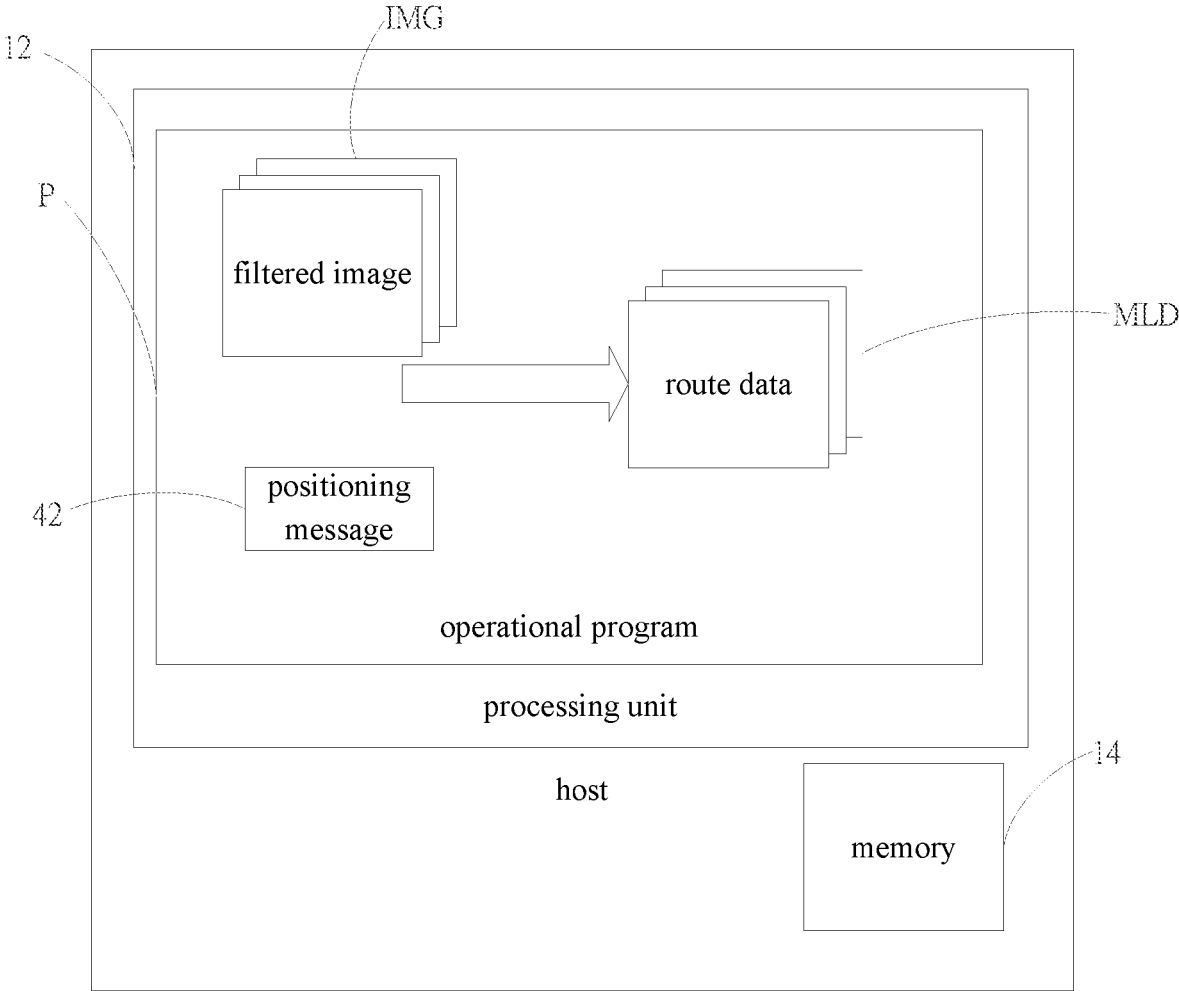 IMG
12
P
filtered image
MLD
route data
positioning
message
42
operational program
processing unit
14
host
memory